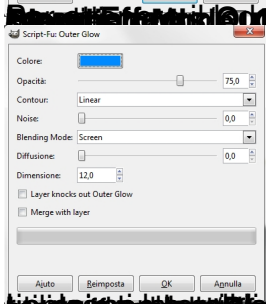 Script-Fu: Outer Glow
Colore:
Opacità: 75,0
Contour: Linear
Noise: 0,0
Blending Mode: Screen
Diffusione: 0,0
Dimensione: 12,0
Layer knocks out Outer Glow
Merge with layer
Aiuto Reimposta OK Annulla